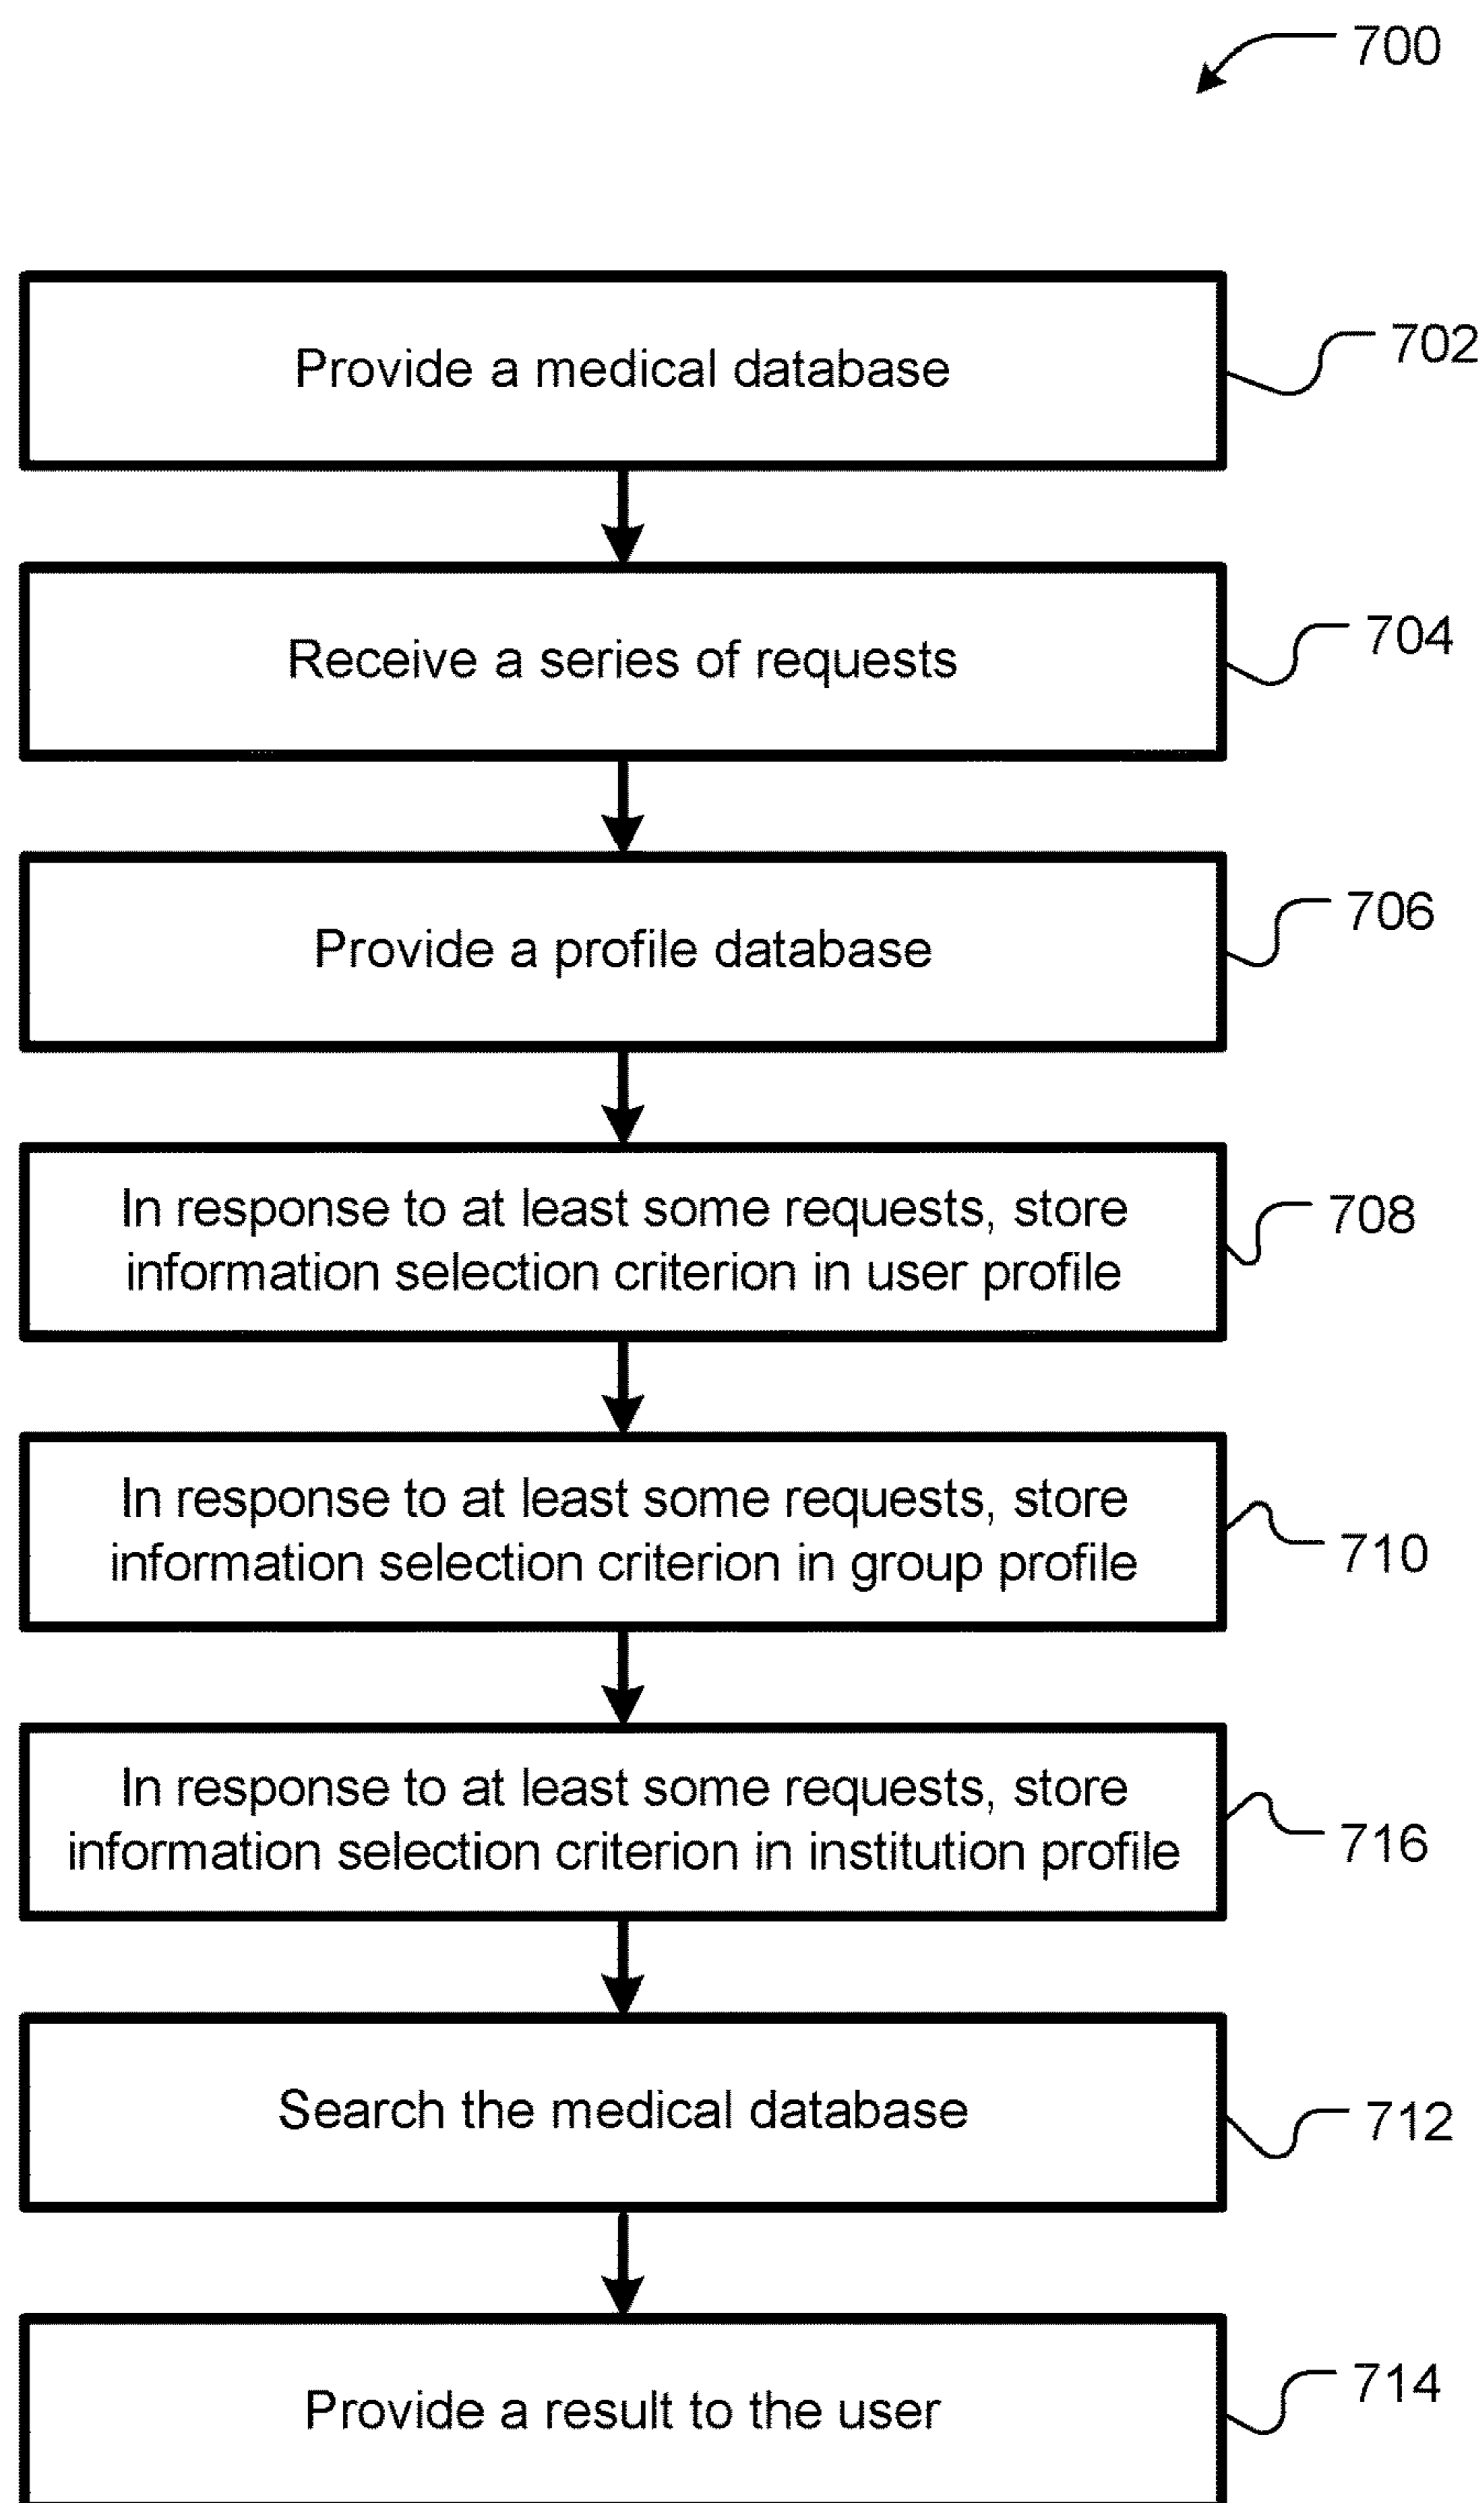 700
Provide a medical database
702
Receive a series of requests
704
Provide a profile database
706
In response to at least some requests, store
information selection criterion in user profile
708
In response to at least some requests, store
information selection criterion in group profile
710
In response to at least some requests, store
information selection criterion in institution profile
716
Search the medical database
712
Provide a result to the user
714